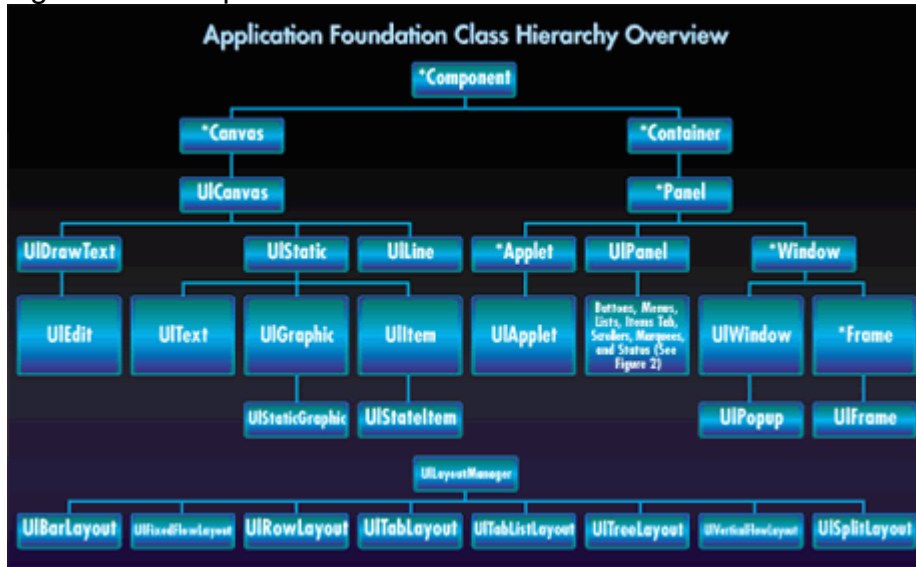 Application Foundation Class Hierarchy Overview
*Component
*Canvas *Container
UICanvas *Panel
UIDrawText UIStatic UILine *Applet UIPanel *Window
UIEdit UIText UIGraphic UIItem UIApplet Buttons, Menus,
Lists, Items Tab,
Scrollers, Marquees,
and Status (See
Figure 2) UIWindow *Frame
UIStaticGraphic UIStateItem UIPopup UIFrame
UILayoutManager
UIBarLayout UIFixedFlowLayout UIRowLayout UITabLayout UITabListLayout UITreeLayout UIVerticalFlowLayout UISplitLayout